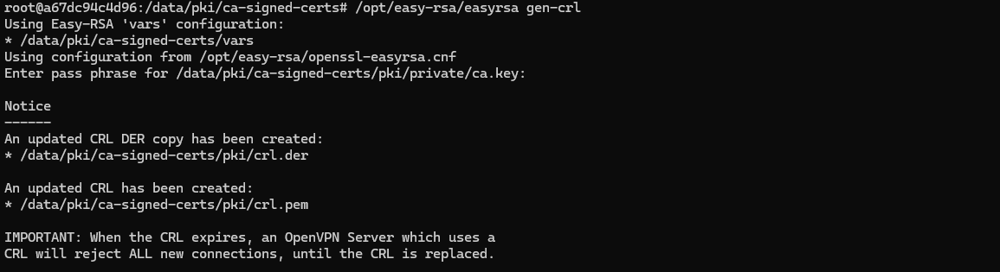 root@a67dc94c4d96:/data/pki/ca-signed-certs# /opt/easy-rsa/easyrsa gen-crl
Using Easy-RSA 'vars' configuration:
* /data/pki/ca-signed-certs/vars
Using configuration from /opt/easy-rsa/openssl-easyrsa.cnf
Enter pass phrase for /data/pki/ca-signed-certs/pki/private/ca.key:

Notice
------
An updated CRL DER copy has been created:
* /data/pki/ca-signed-certs/pki/crl.der

An updated CRL has been created:
* /data/pki/ca-signed-certs/pki/crl.pem

IMPORTANT: When the CRL expires, an OpenVPN Server which uses a
CRL will reject ALL new connections, until the CRL is replaced.